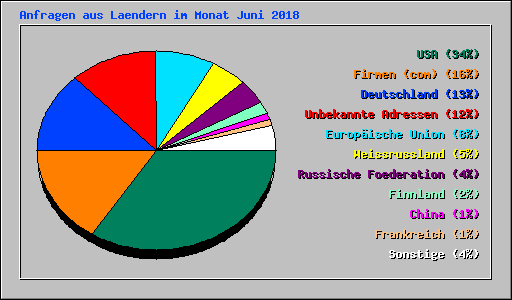 Anfragen aus Laendern im Monat Juni 2018
USA (34%)
Firmen (com) (16%)
Deutschland (13%)
Unbekannte Adressen (12%)
Europäische Union (8%)
Weissrussland (5%)
Russische Foederation (4%)
Finnland (2%)
China (1%)
Frankreich (1%)
Sonstige (4%)